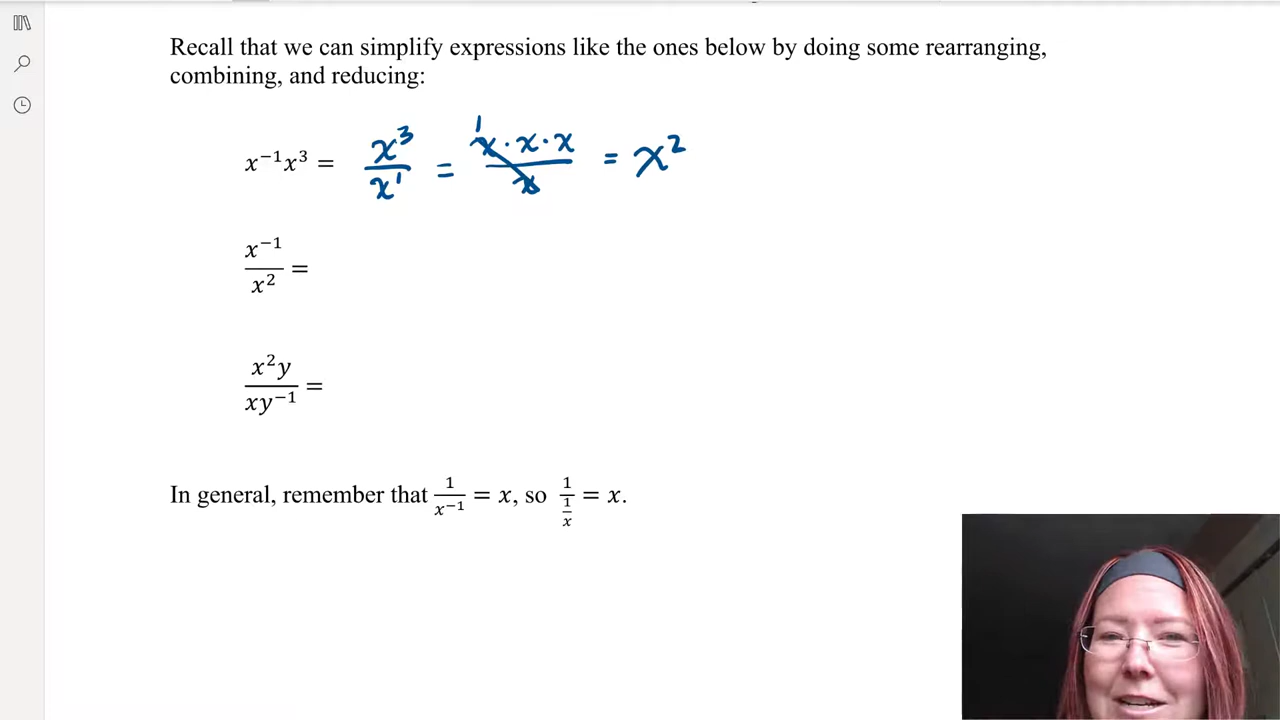 Recall that we can simplify expressions like the ones below by doing some rearranging,
combining, and reducing:
x⁻¹x³ = x³/x¹ = ¹x · x · x/x = x²
x⁻¹/x² =
x²y/xy⁻¹ =
In general, remember that 1/x⁻¹ = x, so 1/(1/x) = x.